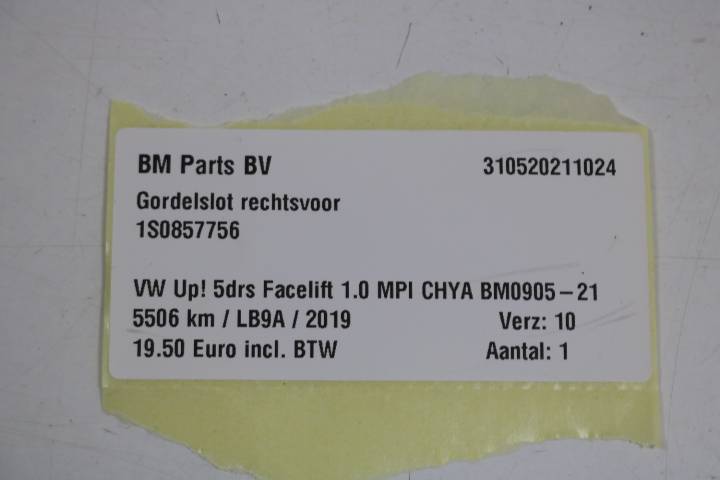 BM Parts BV 310520211024
Gordelslot rechtsvoor
1S0857756
VW Up! 5drs Facelift 1.0 MPI CHYA BM0905-21
5506 km / LB9A / 2019 Verz: 10
19.50 Euro incl. BTW Aantal: 1